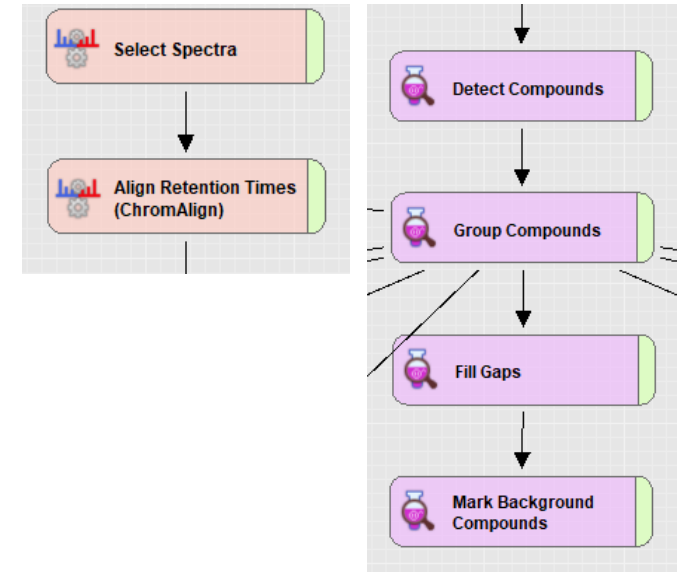 Select Spectra
Align Retention Times
(ChromAlign)
Detect Compounds
Group Compounds
Fill Gaps
Mark Background
Compounds